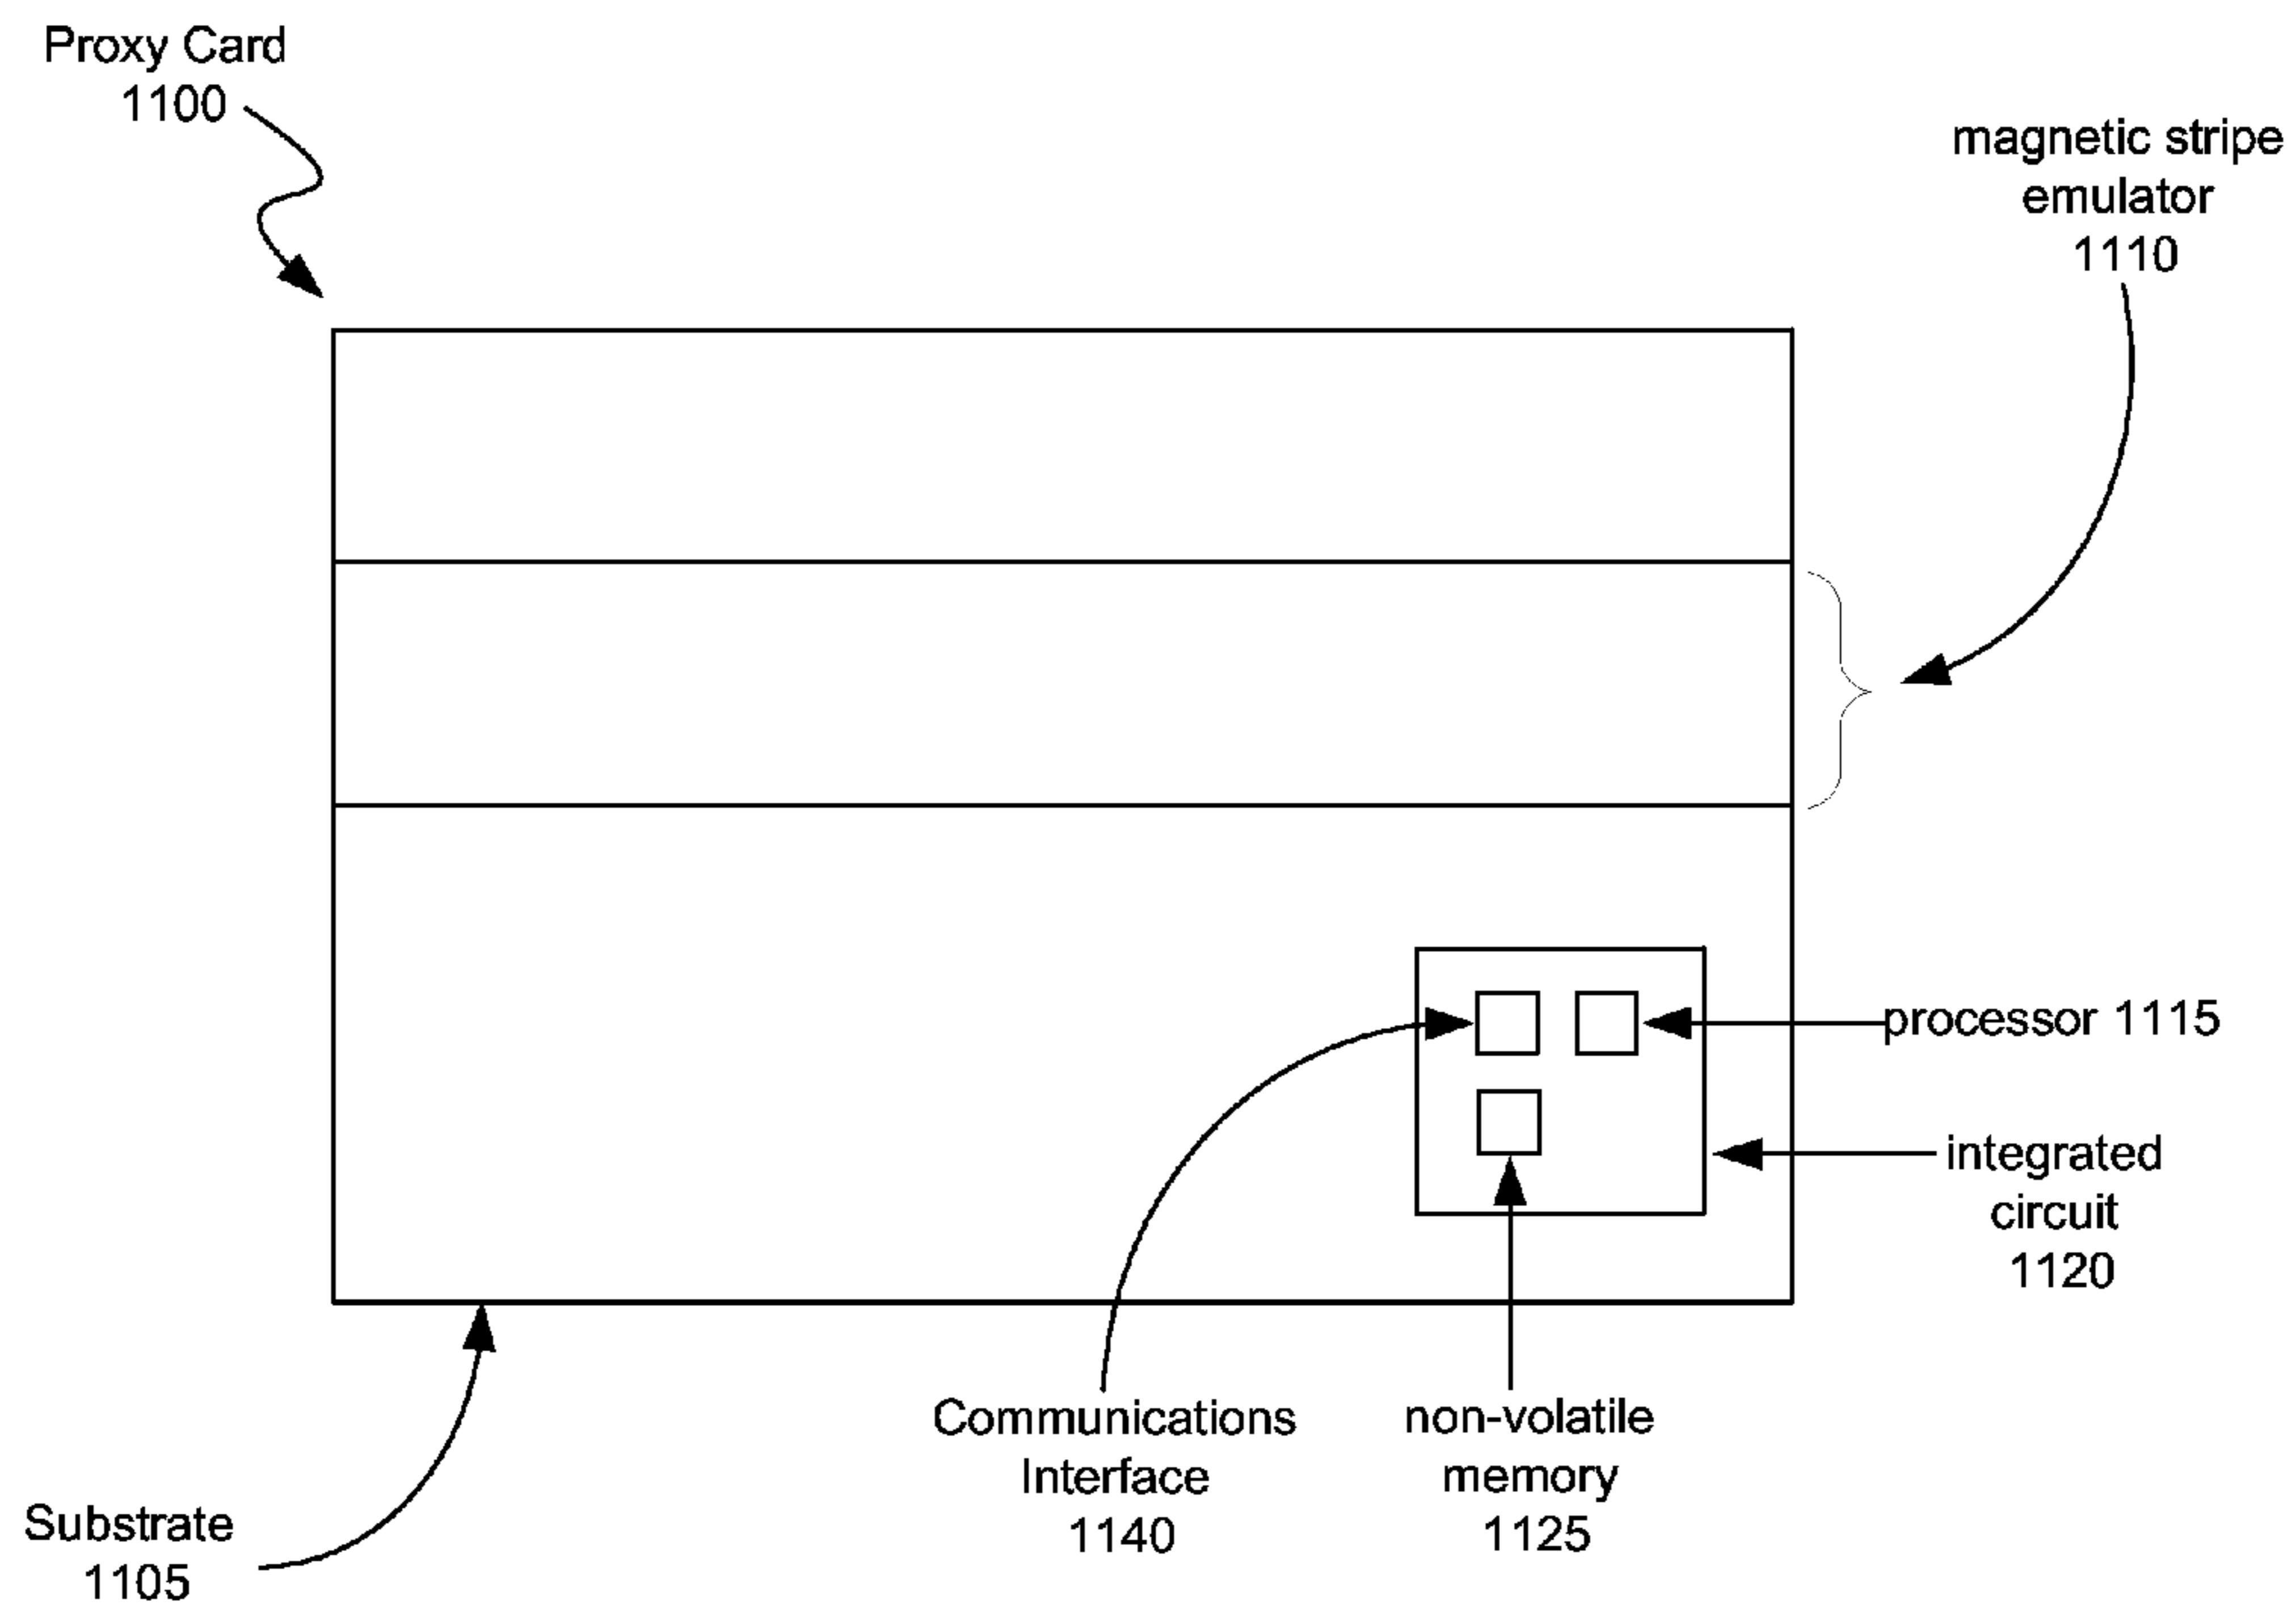 Proxy Card
1100
magnetic stripe
emulator
1110
processor 1115
integrated
circuit
1120
Communications
Interface
1140
non-volatile
memory
1125
Substrate
1105